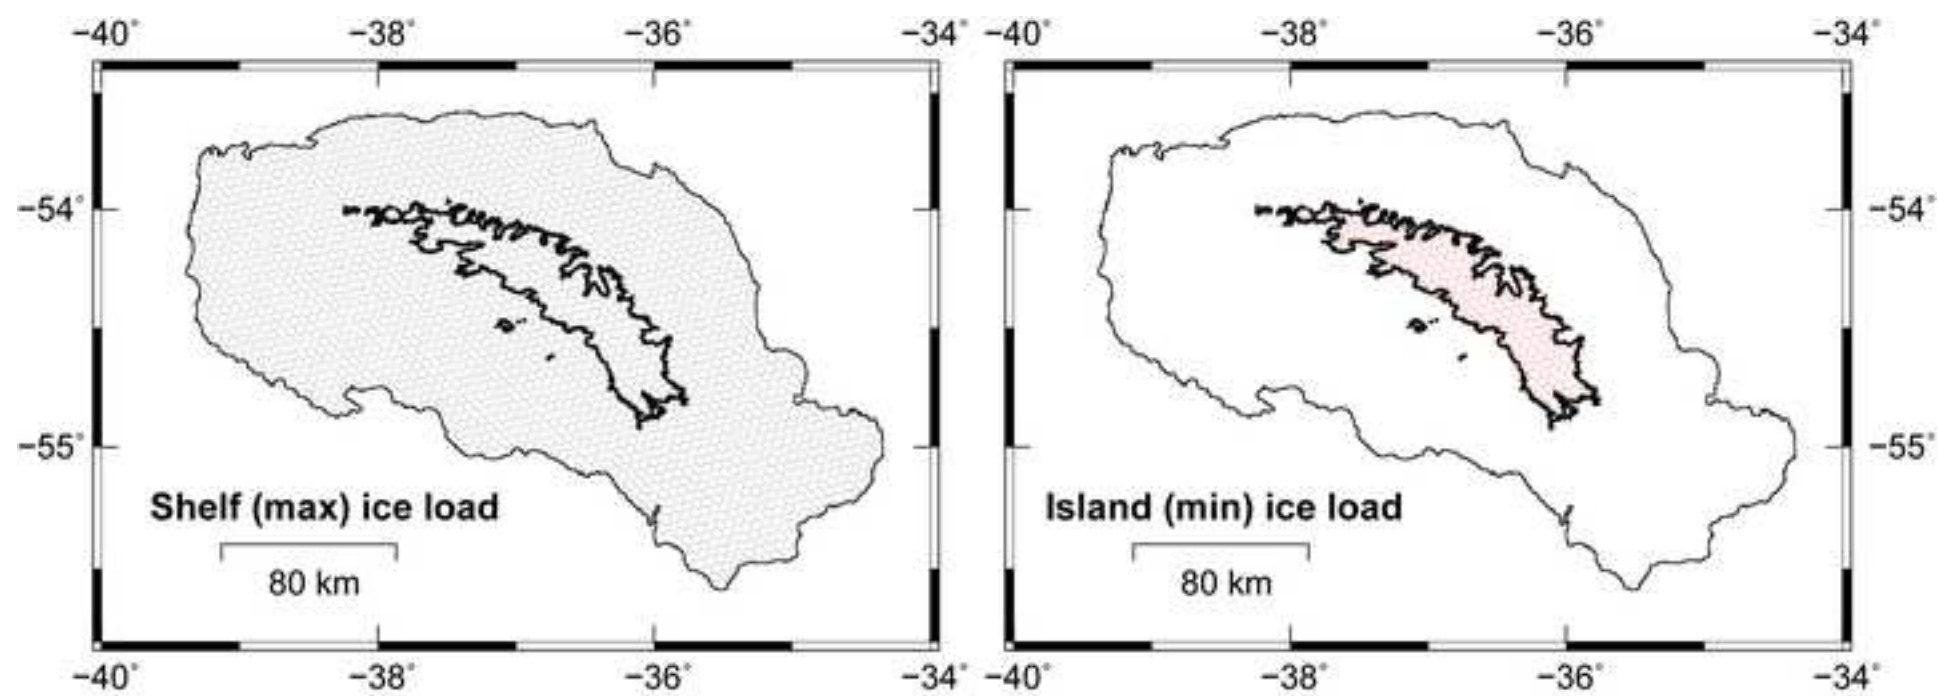 −40° −38° −36° −34° −40° −38° −36° −34°
−54° −54°
−55° −55°
Shelf (max) ice load Island (min) ice load
80 km 80 km
−40° −38° −36° −34° −40° −38° −36° −34°